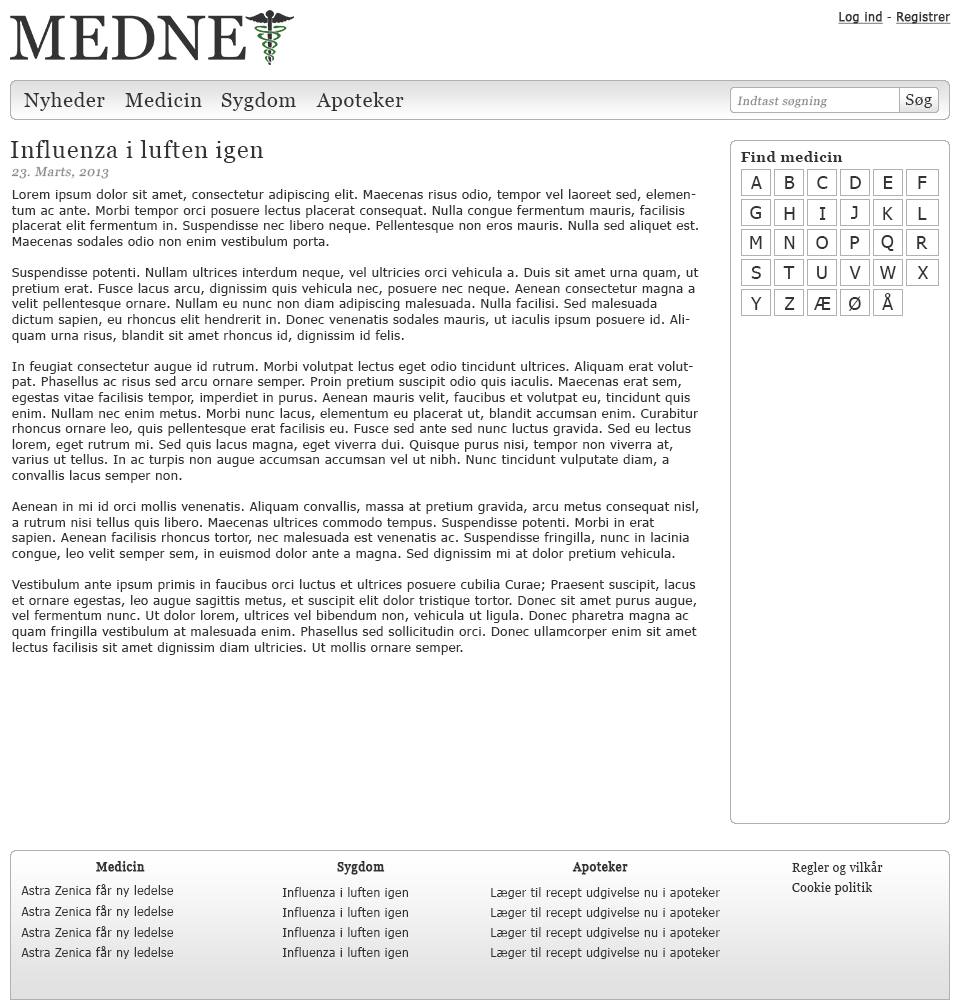 MEDNET
Log ind - Registrer
Nyheder Medicin Sygdom Apoteker
Indtast søgning Søg
Influenza i luften igen
23. Marts, 2013
Lorem ipsum dolor sit amet, consectetur adipiscing elit. Maecenas risus odio, tempor vel laoreet sed, elemen-
tum ac ante. Morbi tempor orci posuere lectus placerat consequat. Nulla congue fermentum mauris, facilisis
placerat elit fermentum in. Suspendisse nec libero neque. Pellentesque non eros mauris. Nulla sed aliquet est.
Maecenas sodales odio non enim vestibulum porta.
Suspendisse potenti. Nullam ultrices interdum neque, vel ultricies orci vehicula a. Duis sit amet urna quam, ut
pretium erat. Fusce lacus arcu, dignissim quis vehicula nec, posuere nec neque. Aenean consectetur magna a
velit pellentesque ornare. Nullam eu nunc non diam adipiscing malesuada. Nulla facilisi. Sed malesuada
dictum sapien, eu rhoncus elit hendrerit in. Donec venenatis sodales mauris, ut iaculis ipsum posuere id. Ali-
quam urna risus, blandit sit amet rhoncus id, dignissim id felis.
In feugiat consectetur augue id rutrum. Morbi volutpat lectus eget odio tincidunt ultrices. Aliquam erat volut-
pat. Phasellus ac risus sed arcu ornare semper. Proin pretium suscipit odio quis iaculis. Maecenas erat sem,
egestas vitae facilisis tempor, imperdiet in purus. Aenean mauris velit, faucibus et volutpat eu, tincidunt quis
enim. Nullam nec enim metus. Morbi nunc lacus, elementum eu placerat ut, blandit accumsan enim. Curabitur
rhoncus ornare leo, quis pellentesque erat facilisis eu. Fusce sed ante sed nunc luctus gravida. Sed eu lectus
lorem, eget rutrum mi. Sed quis lacus magna, eget viverra dui. Quisque purus nisi, tempor non viverra at,
varius ut tellus. In ac turpis non augue accumsan accumsan vel ut nibh. Nunc tincidunt vulputate diam, a
convallis lacus semper non.
Aenean in mi id orci mollis venenatis. Aliquam convallis, massa at pretium gravida, arcu metus consequat nisl,
a rutrum nisi tellus quis libero. Maecenas ultrices commodo tempus. Suspendisse potenti. Morbi in erat
sapien. Aenean facilisis rhoncus tortor, nec malesuada est venenatis ac. Suspendisse fringilla, nunc in lacinia
congue, leo velit semper sem, in euismod dolor ante a magna. Sed dignissim mi at dolor pretium vehicula.
Vestibulum ante ipsum primis in faucibus orci luctus et ultrices posuere cubilia Curae; Praesent suscipit, lacus
et ornare egestas, leo augue sagittis metus, et suscipit elit dolor tristique tortor. Donec sit amet purus augue,
vel fermentum nunc. Ut dolor lorem, ultrices vel bibendum non, vehicula ut ligula. Donec pharetra magna ac
quam fringilla vestibulum at malesuada enim. Phasellus sed sollicitudin orci. Donec ullamcorper enim sit amet
lectus facilisis sit amet dignissim diam ultricies. Ut mollis ornare semper.
Find medicin
A B C D E F
G H I J K L
M N O P Q R
S T U V W X
Y Z Æ Ø Å
Medicin
Astra Zenica får ny ledelse
Astra Zenica får ny ledelse
Astra Zenica får ny ledelse
Astra Zenica får ny ledelse
Sygdom
Influenza i luften igen
Influenza i luften igen
Influenza i luften igen
Influenza i luften igen
Apoteker
Læger til recept udgivelse nu i apoteker
Læger til recept udgivelse nu i apoteker
Læger til recept udgivelse nu i apoteker
Læger til recept udgivelse nu i apoteker
Regler og vilkår
Cookie politik